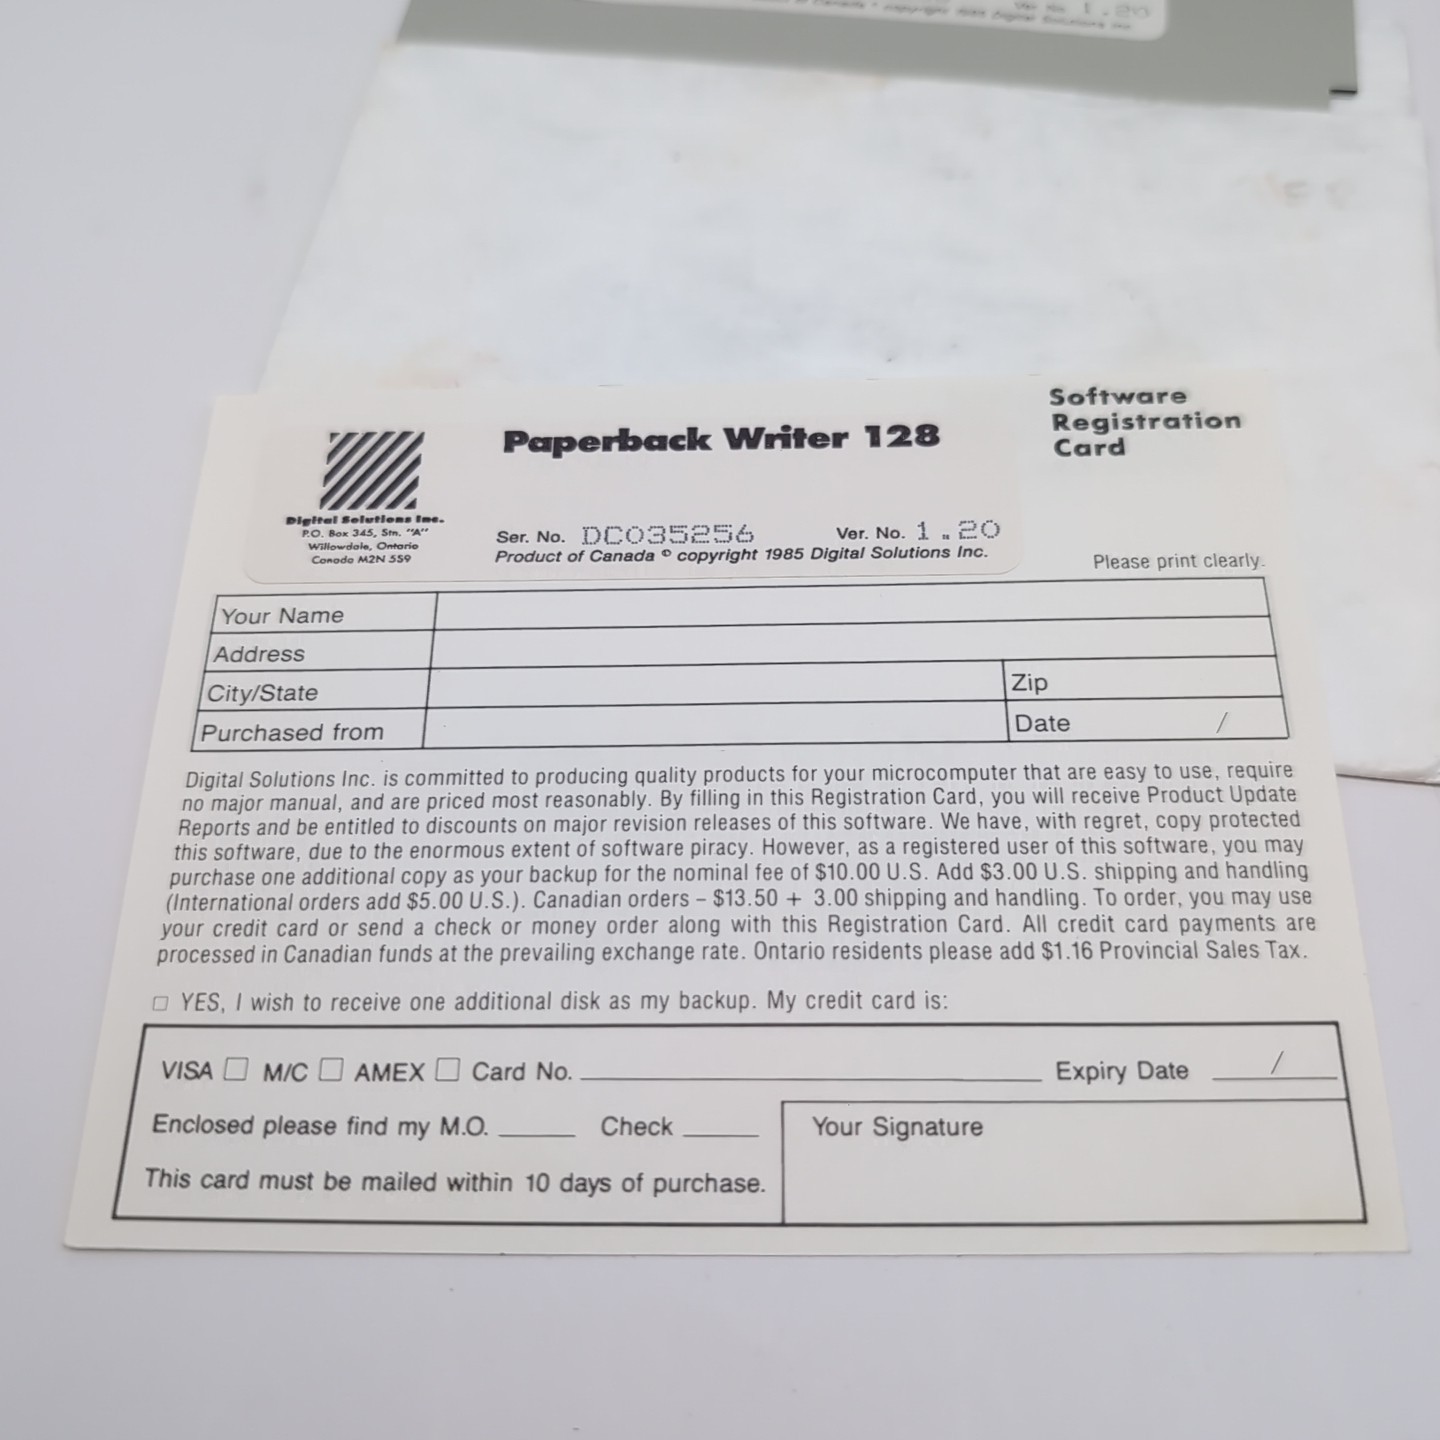 Ver. No. 1.20
of Canada • copyright 1985 Digital Solutions Inc.
Software
Registration
Card
Paperback Writer 128
Digital Solutions Inc.
P.O. Box 345, Stn. "A"
Willowdale, Ontario
Canada M2N 5S9
Ser. No. DC035256 Ver. No. 1.20
Product of Canada © copyright 1985 Digital Solutions Inc.
Please print clearly.
Your Name
Address
City/State Zip
Purchased from Date /
Digital Solutions Inc. is committed to producing quality products for your microcomputer that are easy to use, require
no major manual, and are priced most reasonably. By filling in this Registration Card, you will receive Product Update
Reports and be entitled to discounts on major revision releases of this software. We have, with regret, copy protected
this software, due to the enormous extent of software piracy. However, as a registered user of this software, you may
purchase one additional copy as your backup for the nominal fee of $10.00 U.S. Add $3.00 U.S. shipping and handling
(International orders add $5.00 U.S.). Canadian orders – $13.50 + 3.00 shipping and handling. To order, you may use
your credit card or send a check or money order along with this Registration Card. All credit card payments are
processed in Canadian funds at the prevailing exchange rate. Ontario residents please add $1.16 Provincial Sales Tax.
☐ YES, I wish to receive one additional disk as my backup. My credit card is:
VISA ☐ M/C ☐ AMEX ☐ Card No. Expiry Date /
Enclosed please find my M.O. Check
Your Signature
This card must be mailed within 10 days of purchase.